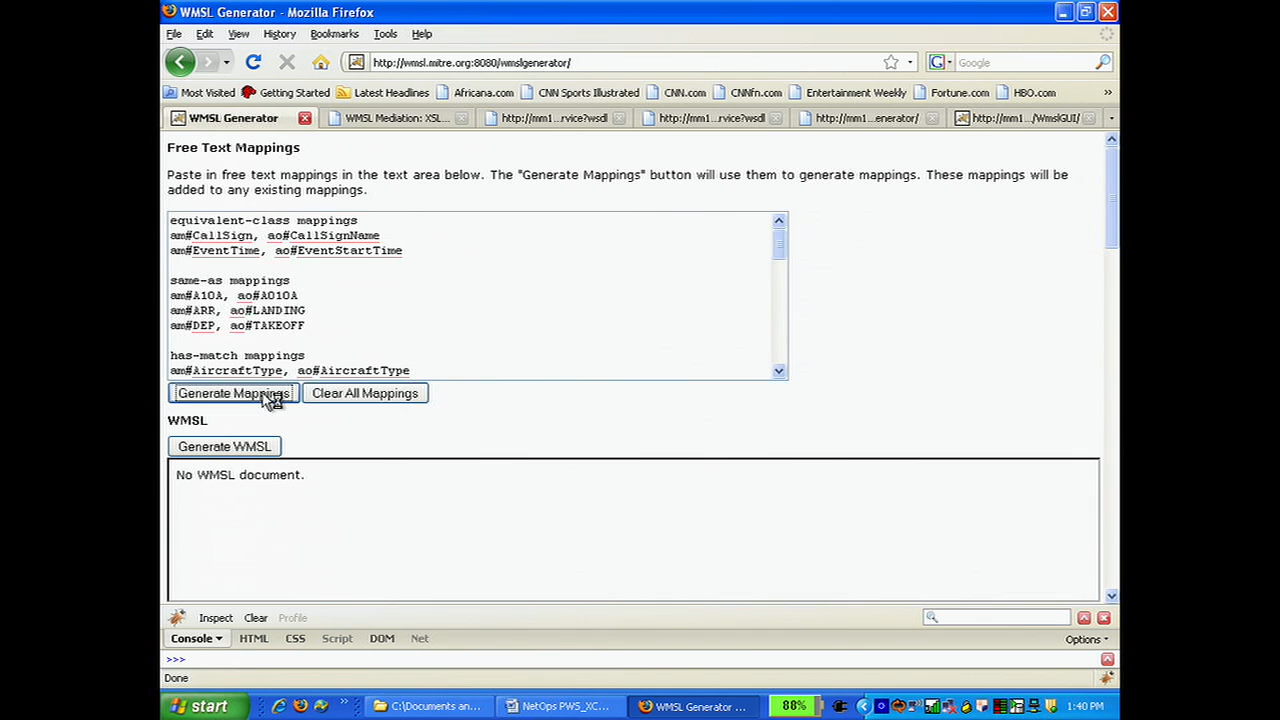 WMSL Generator - Mozilla Firefox
File Edit View History Bookmarks Tools Help
http://wmsl.mitre.org:8080/wmslgenerator/
G Google
Most Visited Getting Started Latest Headlines Africana.com CNN Sports Illustrated CNN.com CNNfn.com Entertainment Weekly Fortune.com HBO.com »
WMSL Generator WMSL Mediation: XSL... http://mm1...rvice?wsdl http://mm1...rvice?wsdl http://mm1...enerator/ http://mm1.../WmslGUI/
Free Text Mappings
Paste in free text mappings in the text area below. The "Generate Mappings" button will use them to generate mappings. These mappings will be
added to any existing mappings.
equivalent-class mappings
am#CallSign, ao#CallSignName
am#EventTime, ao#EventStartTime
same-as mappings
am#A10A, ao#A010A
am#ARR, ao#LANDING
am#DEP, ao#TAKEOFF
has-match mappings
am#AircraftType, ao#AircraftType
Generate Mappings Clear All Mappings
WMSL
Generate WMSL
No WMSL document.
Inspect Clear Profile
Console HTML CSS Script DOM Net Options
>>>
Done
start » C:\Documents an... NetOps PWS_XC... WMSL Generator ... 88% 1:40 PM